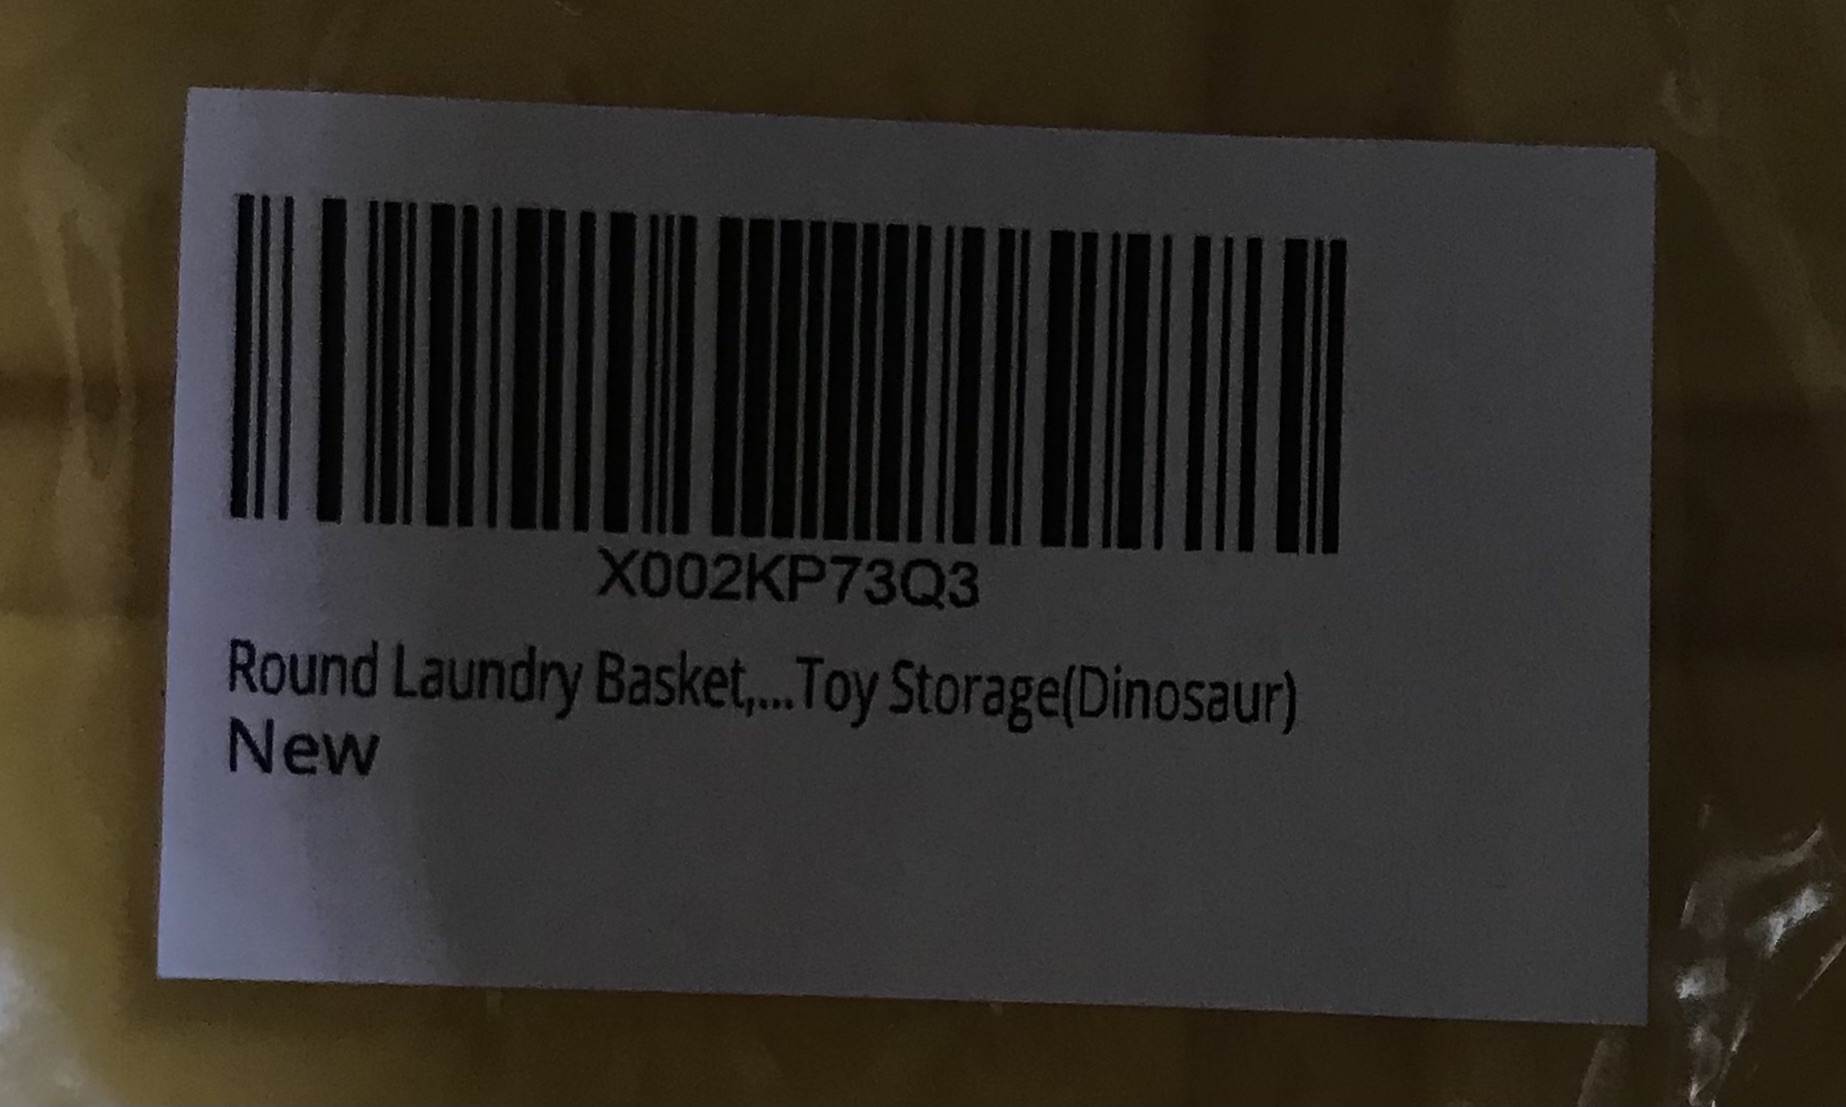 X002KP73Q3
Round Laundry Basket,...Toy Storage(Dinosaur)
New